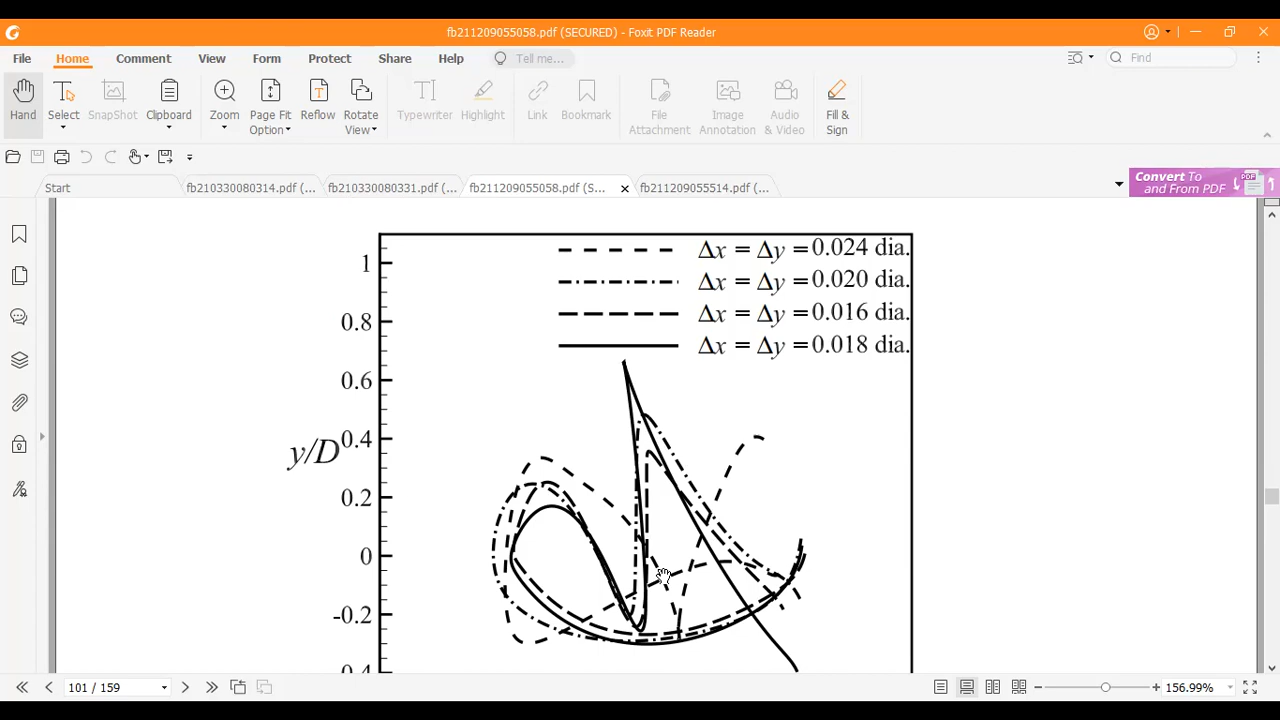 fb211209055058.pdf (SECURED) - Foxit PDF Reader
File Home Comment View Form Protect Share Help Tell me... Find
Hand Select SnapShot Clipboard Zoom Page Fit Option Reflow Rotate View Typewriter Highlight Link Bookmark File Attachment Image Annotation Audio & Video Fill & Sign
Start fb210330080314.pdf (... fb210330080331.pdf (... fb211209055058.pdf (S... fb211209055514.pdf (...
Convert To
and From PDF
PDF
Δx = Δy = 0.024 dia.
1
Δx = Δy = 0.020 dia.
0.8
Δx = Δy = 0.016 dia.
Δx = Δy = 0.018 dia.
0.6
y/D
0.4
0.2
0
-0.2
0.4
101 / 159
156.99%